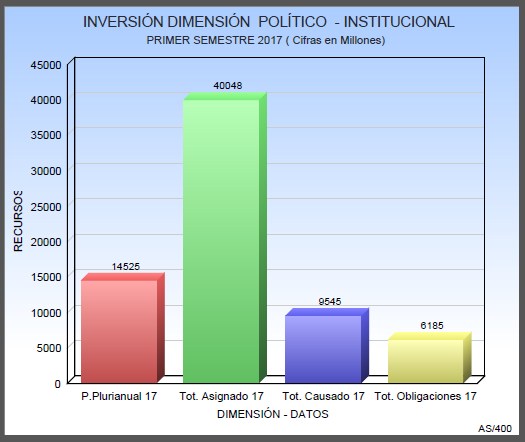 INVERSIÓN DIMENSIÓN POLÍTICO - INSTITUCIONAL
PRIMER SEMESTRE 2017 ( Cifras en Millones)
45000
40000
35000
30000
25000
20000
15000
10000
5000
0
RECURSOS
14525
40048
9545
6185
P.Plurianual 17 Tot. Asignado 17 Tot. Causado 17 Tot. Obligaciones 17
DIMENSIÓN - DATOS
AS/400